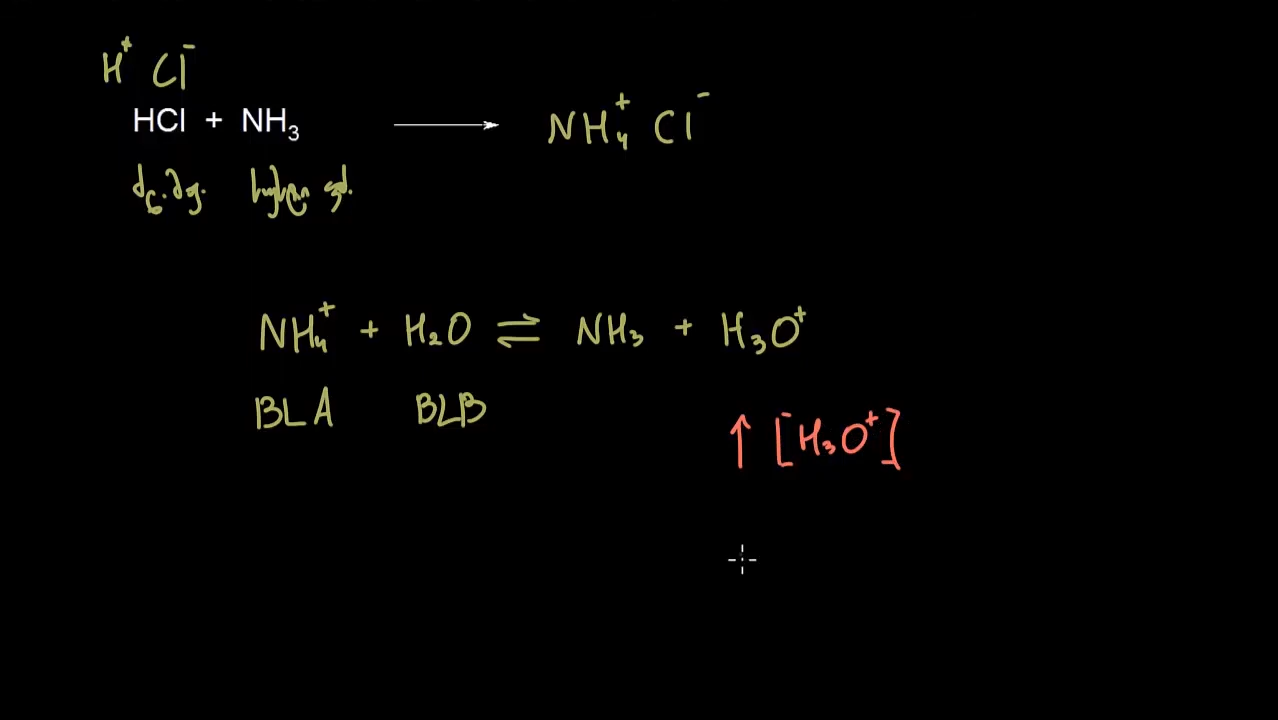 H⁺ Cl⁻
HCl + NH₃ ⟶ NH₄⁺ Cl⁻
NH₄⁺ + H₂O ⇌ NH₃ + H₃O⁺
BLA BLB
↑ [H₃O⁺]